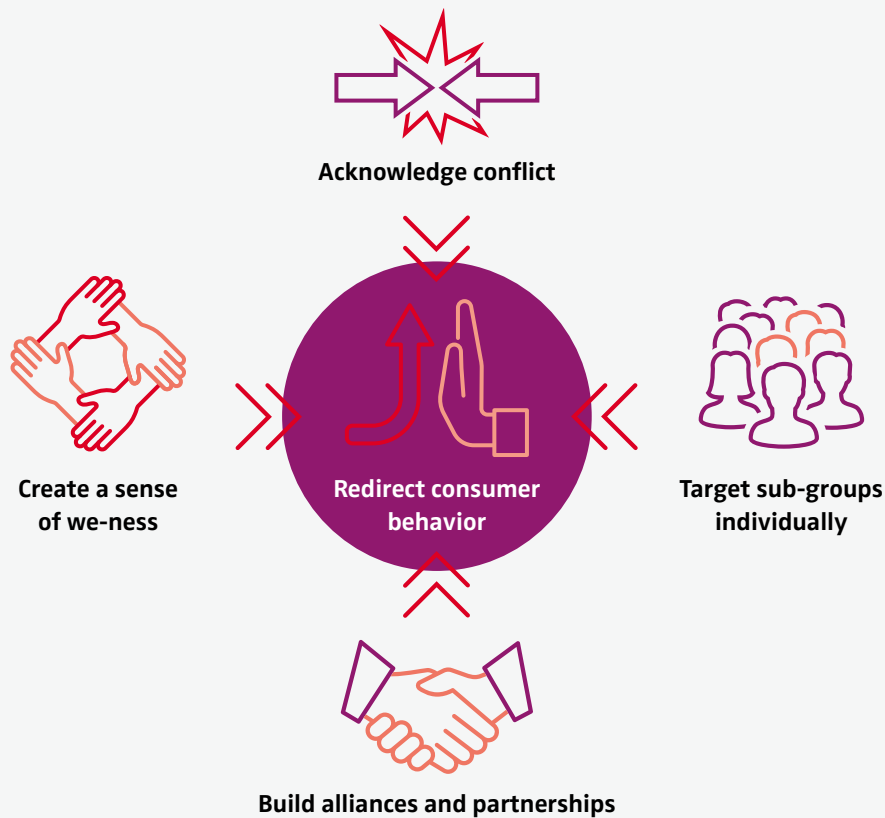 Acknowledge conflict
Create a sense
of we-ness
Redirect consumer
behavior
Target sub-groups
individually
Build alliances and partnerships